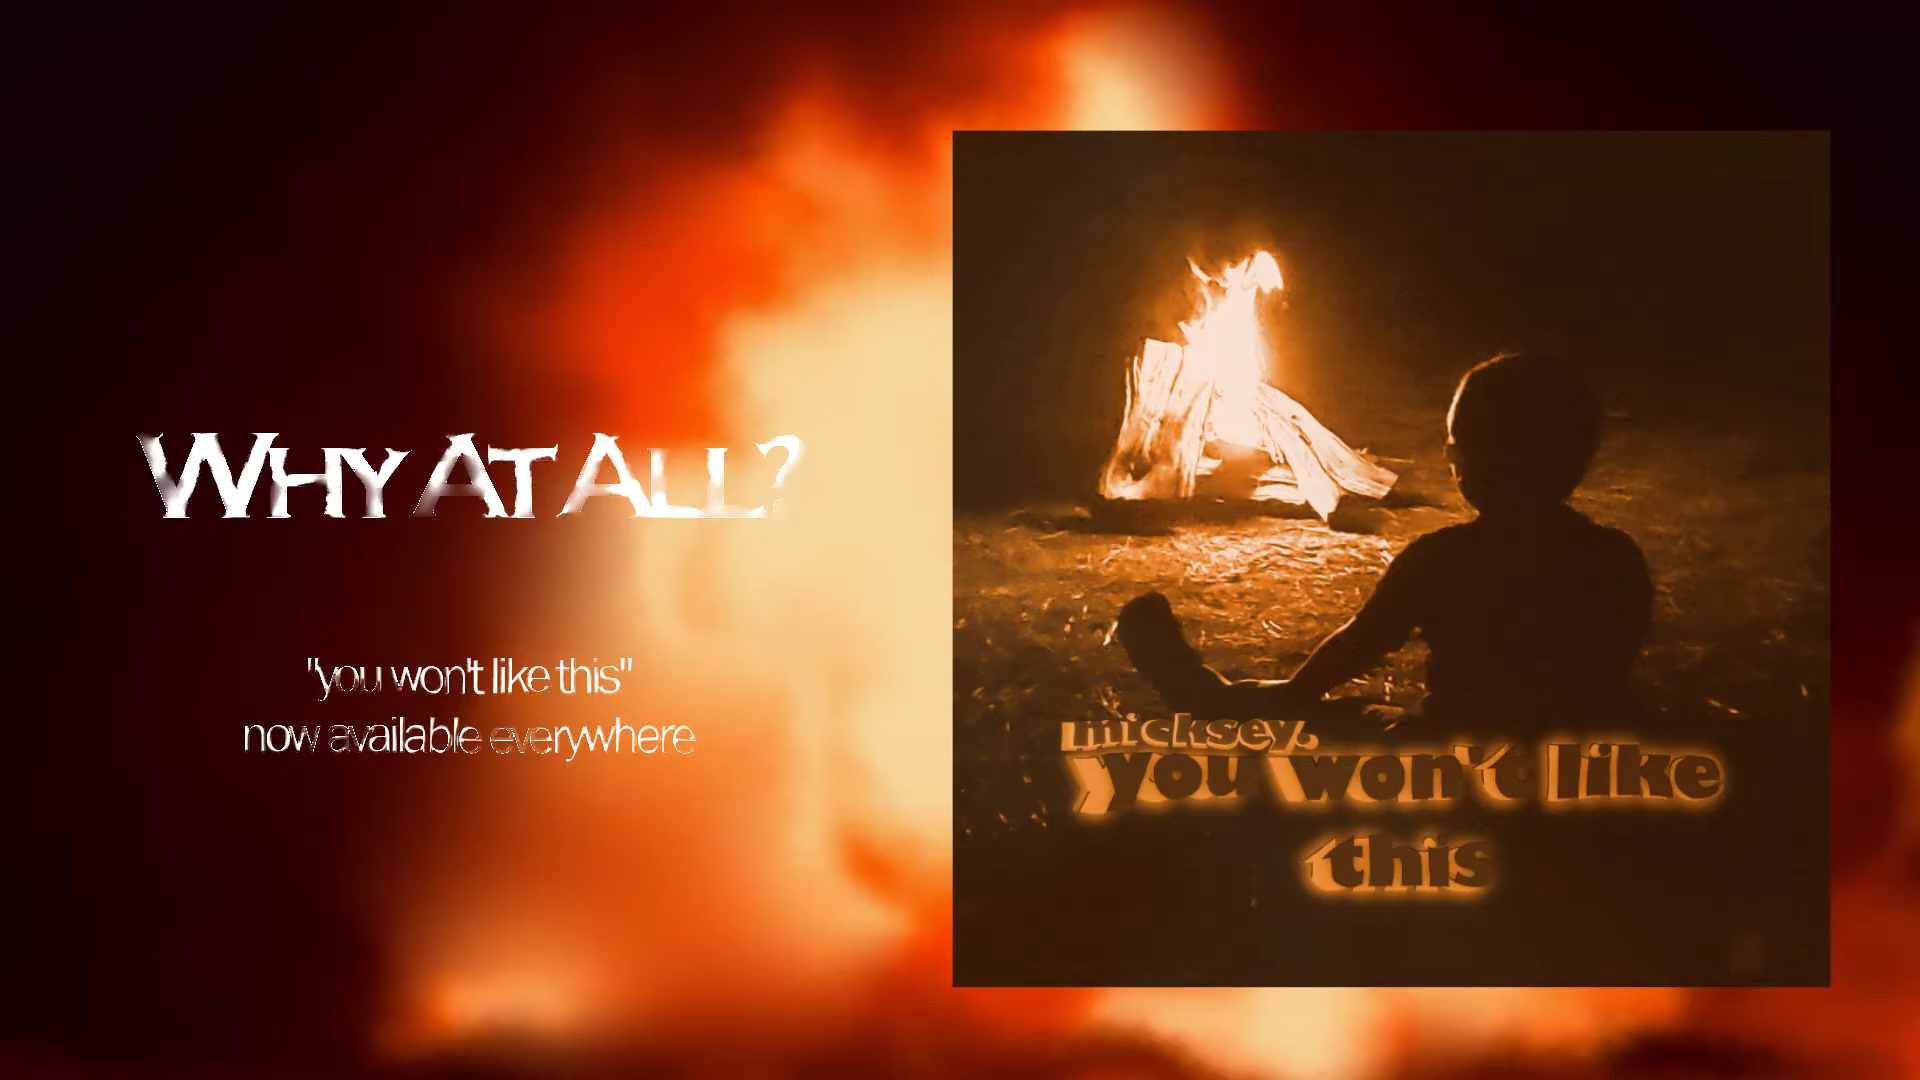 WHY AT ALL?
"you won't like this"
now available everywhere
micksey.
you won't like
this